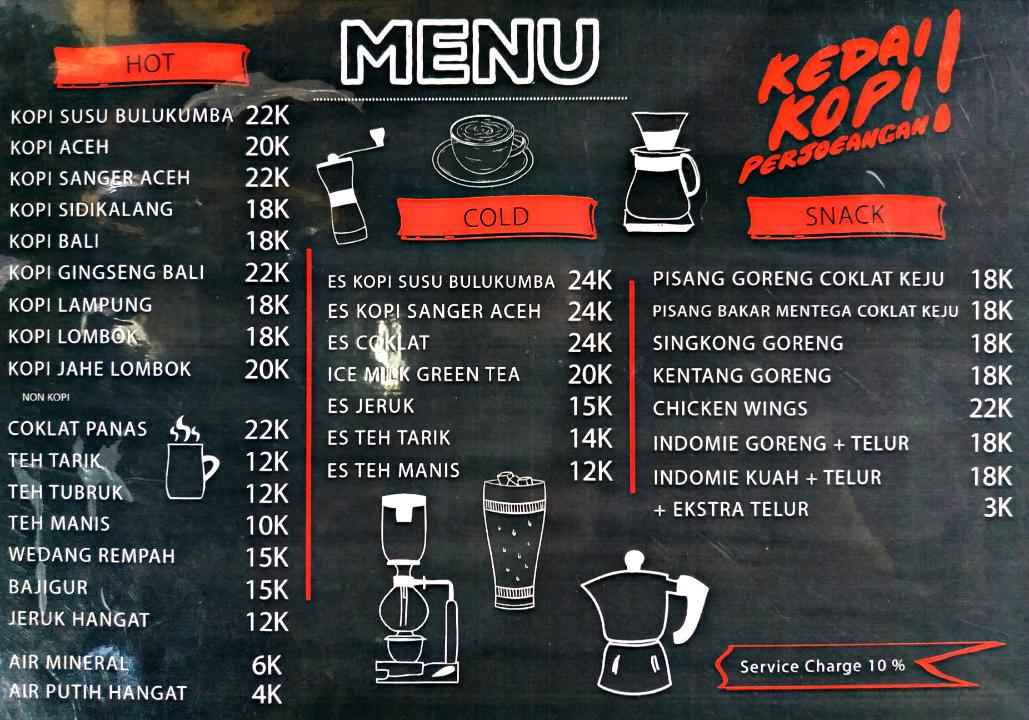 MENU
KEDAI
KOPI!
PERJOEANGAN
HOT
KOPI SUSU BULUKUMBA 22K
KOPI ACEH 20K
KOPI SANGER ACEH 22K
KOPI SIDIKALANG 18K
KOPI BALI 18K
KOPI GINGSENG BALI 22K
KOPI LAMPUNG 18K
KOPI LOMBOK 18K
KOPI JAHE LOMBOK 20K
NON KOPI
COKLAT PANAS 22K
TEH TARIK 12K
TEH TUBRUK 12K
TEH MANIS 10K
WEDANG REMPAH 15K
BAJIGUR 15K
JERUK HANGAT 12K
AIR MINERAL 6K
AIR PUTIH HANGAT 4K
COLD
ES KOPI SUSU BULUKUMBA 24K
ES KOPI SANGER ACEH 24K
ES COKLAT 24K
ICE MILK GREEN TEA 20K
ES JERUK 15K
ES TEH TARIK 14K
ES TEH MANIS 12K
SNACK
PISANG GORENG COKLAT KEJU 18K
PISANG BAKAR MENTEGA COKLAT KEJU 18K
SINGKONG GORENG 18K
KENTANG GORENG 18K
CHICKEN WINGS 22K
INDOMIE GORENG + TELUR 18K
INDOMIE KUAH + TELUR 18K
+ EKSTRA TELUR 3K
Service Charge 10 %